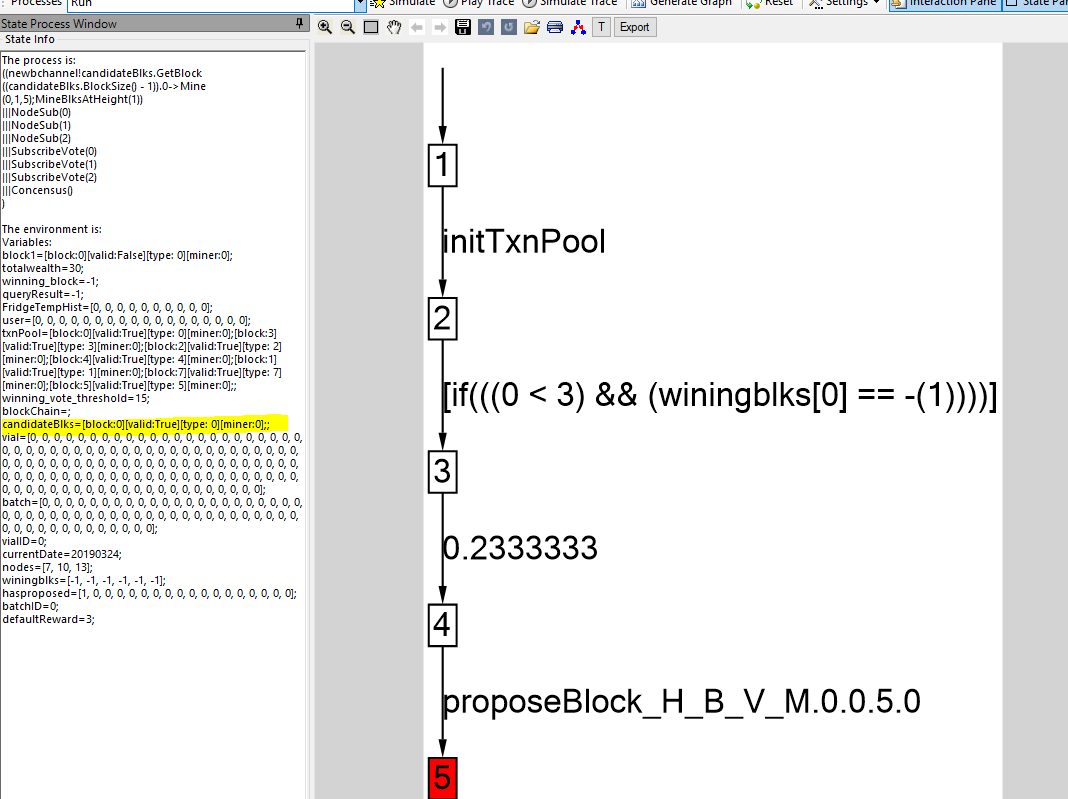 Processes Run Simulate Play Trace Simulate Trace Generate Graph Reset Settings Interaction Pane State Pan
State Process Window
T Export
State Info
The process is:
((newbchannel!candidateBlks.GetBlock
((candidateBlks.BlockSize() - 1)).0-> Mine
(0,1,5);MineBlksAtHeight(1))
|||NodeSub(0)
|||NodeSub(1)
|||NodeSub(2)
|||SubscribeVote(0)
|||SubscribeVote(1)
|||SubscribeVote(2)
|||Concensus()
)
The environment is:
Variables:
block1=[block:0][valid:False][type: 0][miner:0];
totalwealth=30;
winning_block=-1;
queryResult=-1;
FridgeTempHist=[0, 0, 0, 0, 0, 0, 0, 0, 0, 0];
user=[0, 0, 0, 0, 0, 0, 0, 0, 0, 0, 0, 0, 0, 0, 0, 0, 0, 0];
txnPool=[block:0][valid:True][type: 0][miner:0];[block:3]
[valid:True][type: 3][miner:0];[block:2][valid:True][type: 2]
[miner:0];[block:4][valid:True][type: 4][miner:0];[block:1]
[valid:True][type: 1][miner:0];[block:7][valid:True][type: 7]
[miner:0];[block:5][valid:True][type: 5][miner:0];;
winning_vote_threshold=15;
blockChain=;
candidateBlks=[block:0][valid:True][type: 0][miner:0];;
vial=[0, 0, 0, 0, 0, 0, 0, 0, 0, 0, 0, 0, 0, 0, 0, 0, 0, 0, 0, 0, 0, 0, 0,
0, 0, 0, 0, 0, 0, 0, 0, 0, 0, 0, 0, 0, 0, 0, 0, 0, 0, 0, 0, 0, 0, 0, 0, 0,
0, 0, 0, 0, 0, 0, 0, 0, 0, 0, 0, 0, 0, 0, 0, 0, 0, 0, 0, 0, 0, 0, 0, 0, 0,
0, 0, 0, 0, 0, 0, 0, 0, 0, 0, 0, 0, 0, 0, 0, 0, 0, 0, 0, 0, 0, 0, 0, 0, 0,
0, 0, 0, 0, 0, 0, 0, 0, 0, 0, 0, 0, 0, 0, 0, 0, 0, 0, 0, 0, 0, 0];
batch=[0, 0, 0, 0, 0, 0, 0, 0, 0, 0, 0, 0, 0, 0, 0, 0, 0, 0, 0, 0, 0, 0,
0, 0, 0, 0, 0, 0, 0, 0, 0, 0, 0, 0, 0, 0, 0, 0, 0, 0, 0, 0, 0, 0, 0, 0, 0,
0, 0, 0, 0, 0, 0, 0, 0, 0, 0, 0, 0, 0];
vialID=0;
currentDate=20190324;
nodes=[7, 10, 13];
winingblks=[-1, -1, -1, -1, -1, -1];
hasproposed=[1, 0, 0, 0, 0, 0, 0, 0, 0, 0, 0, 0, 0, 0, 0, 0, 0, 0];
batchID=0;
defaultReward=3;
1
initTxnPool
2
[if(((0 < 3) && (winingblks[0] == -(1))))]
3
0.2333333
4
proposeBlock_H_B_V_M.0.0.5.0
5